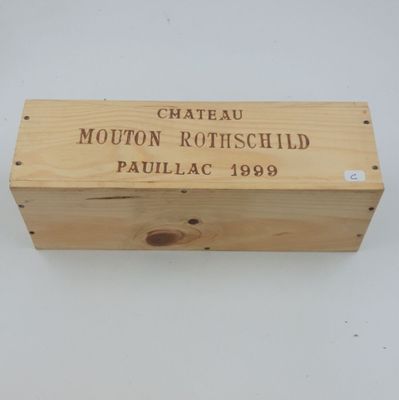 CHATEAU
MOUTON ROTHSCHILD
PAUILLAC 1999
C